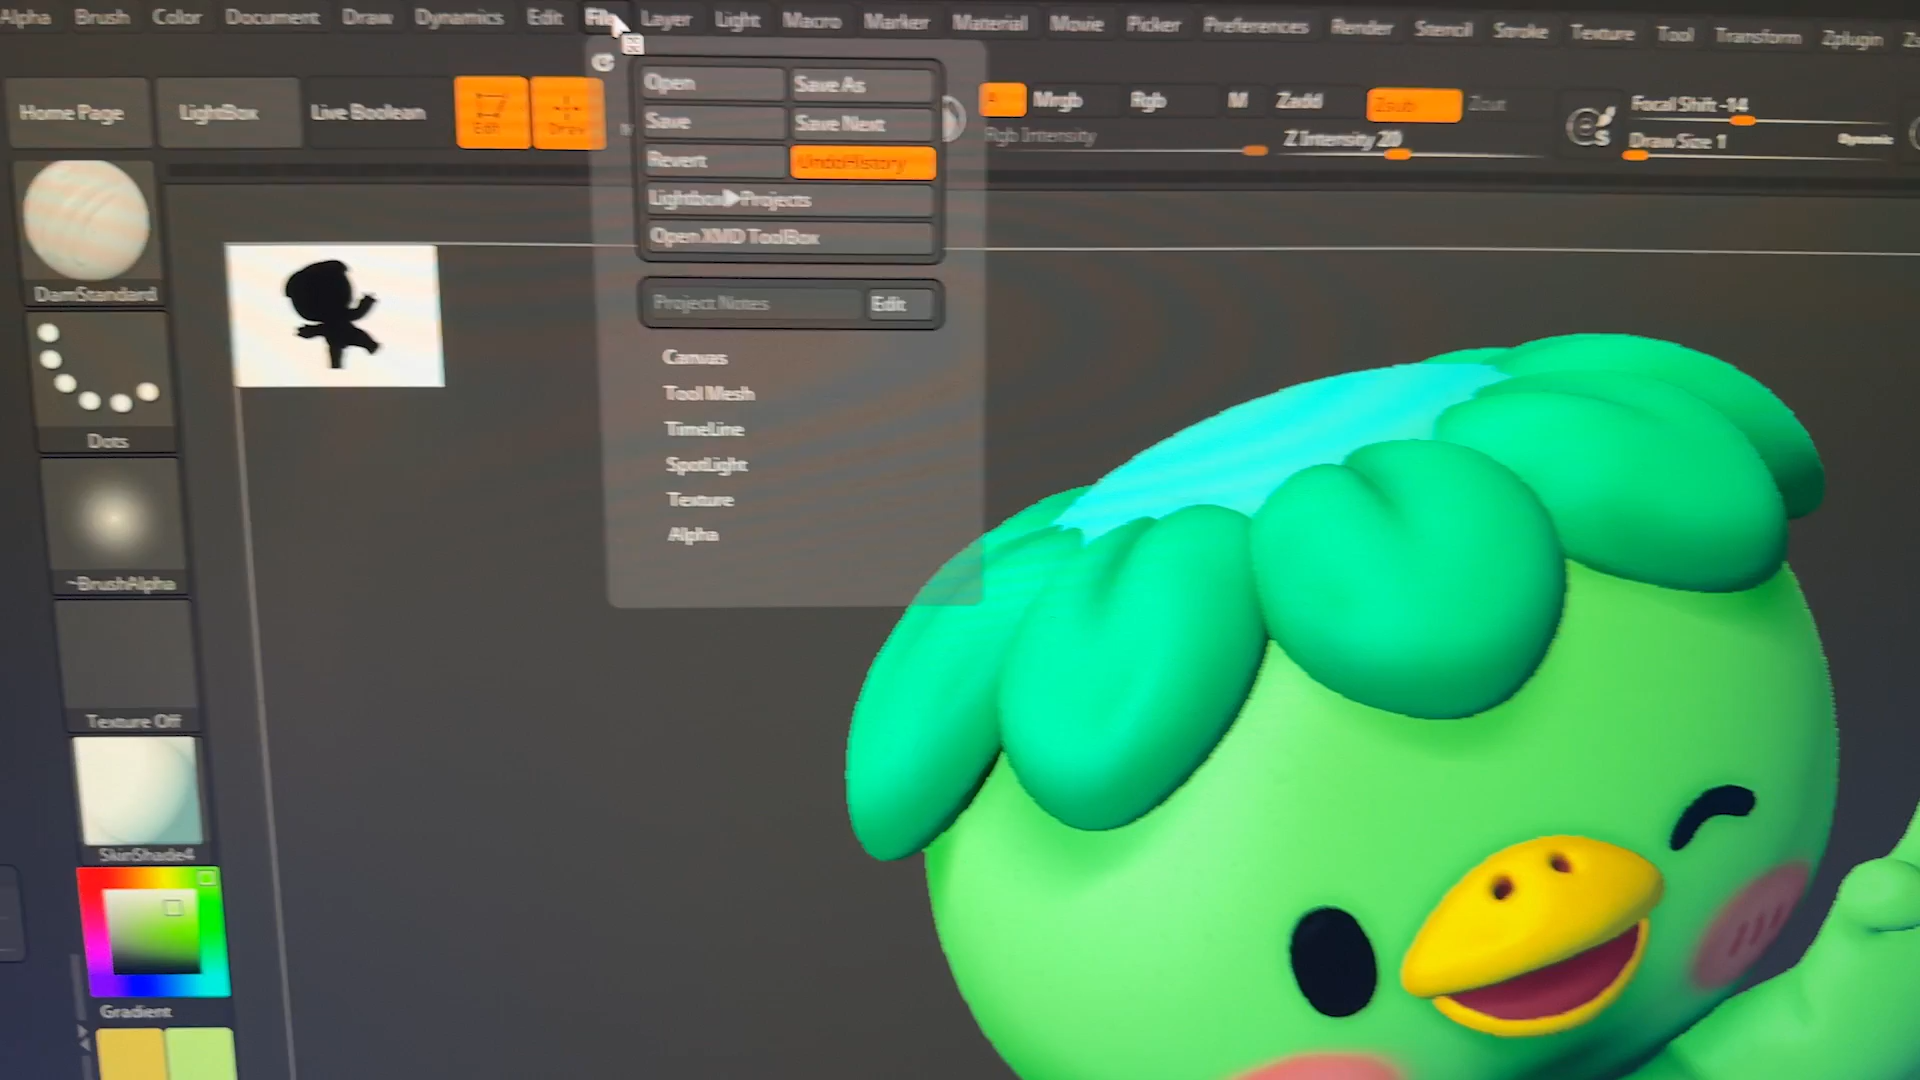 Alpha Brush Color Document Draw Dynamics Edit File Layer Light Macro Marker Material Movie Picker Preferences Render Stencil Stroke Texture Tool Transform Zplugin
Home Page LightBox Live Boolean Edit Draw
Open Save As
Save Save Next
Revert UndoHistory
Lightbox▶Projects
Open XMD ToolBox
Project Notes Edit
Canvas
Tool Mesh
TimeLine
SpotLight
Texture
Alpha
A Mrgb Rgb M Zadd Zsub Zcut
Rgb Intensity Z Intensity 20
Focal Shift -14
Draw Size 1 Dynamic
S
DamStandard
Dots
~BrushAlpha
Texture Off
SkinShade4
Gradient